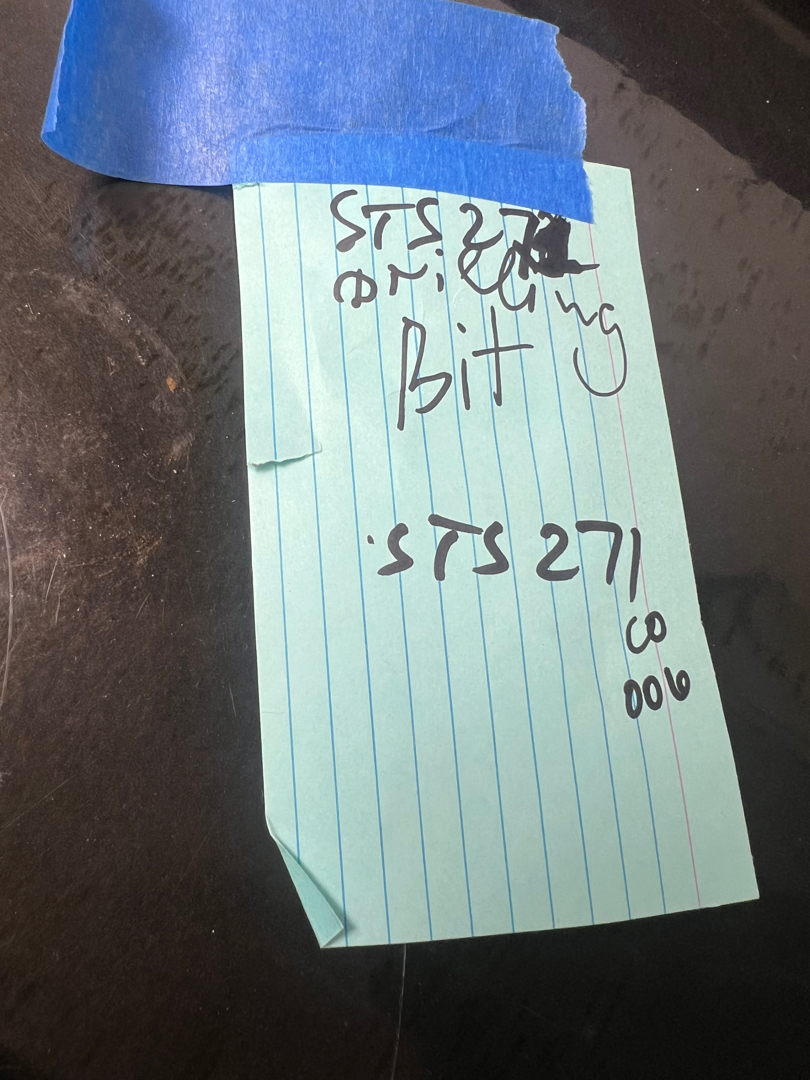 STS 27
Drilling
Bit
STS 271
CO
006